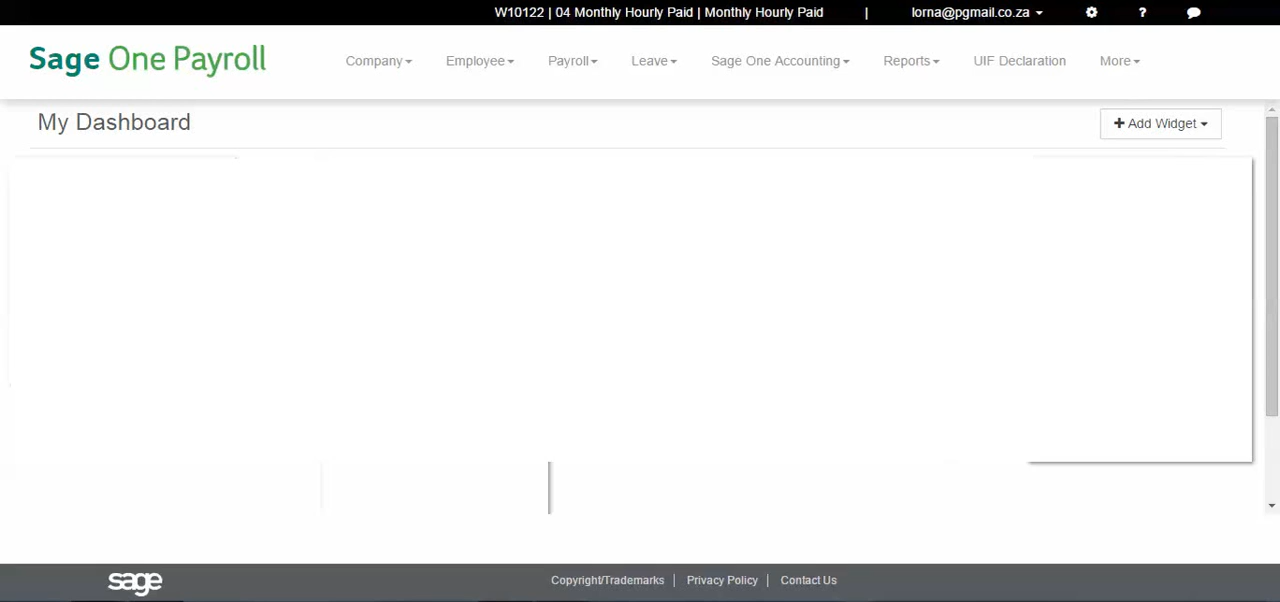 W10122 | 04 Monthly Hourly Paid | Monthly Hourly Paid | lorna@pgmail.co.za ?
Sage One Payroll Company Employee Payroll Leave Sage One Accounting Reports UIF Declaration More
My Dashboard + Add Widget
sage Copyright/Trademarks | Privacy Policy | Contact Us